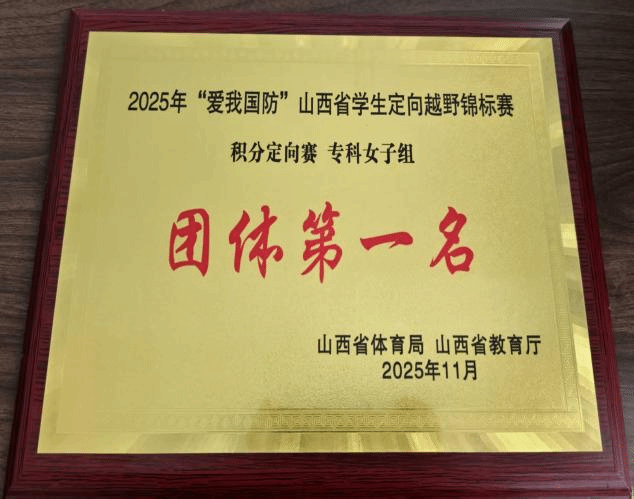 2025年“爱我国防”山西省学生定向越野锦标赛
积分定向赛 专科女子组
团体第一名
山西省体育局 山西省教育厅
2025年11月